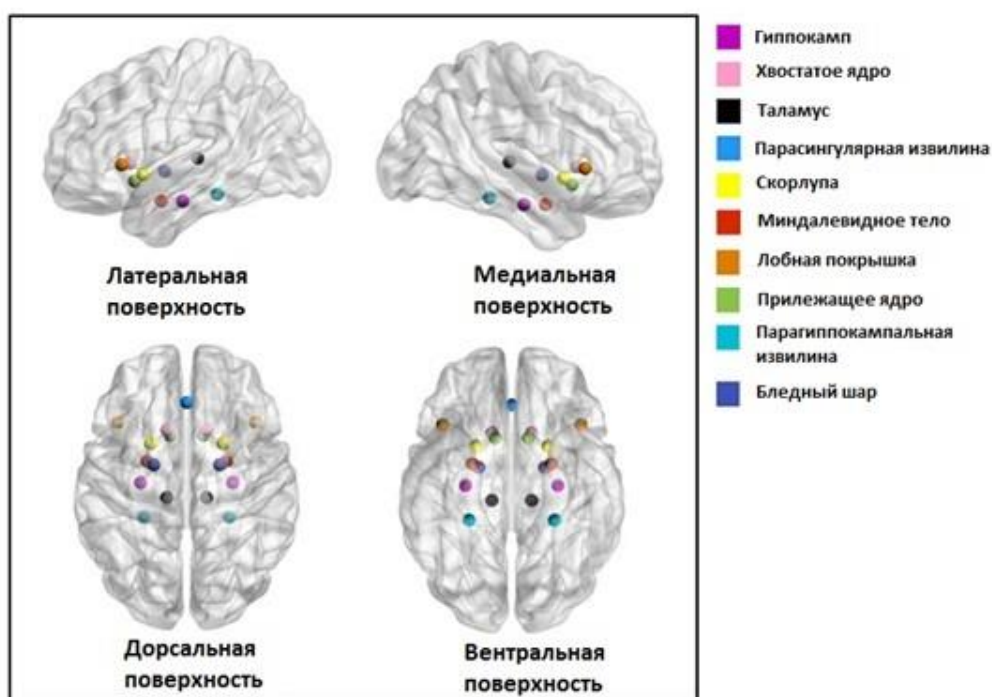 Латеральная
поверхность
Медиальная
поверхность
Дорсальная
поверхность
Вентральная
поверхность
Гиппокамп
Хвостатое ядро
Таламус
Парасингулярная извилина
Скорлупа
Миндалевидное тело
Лобная покрышка
Прилежащее ядро
Парагиппокампальная
извилина
Бледный шар